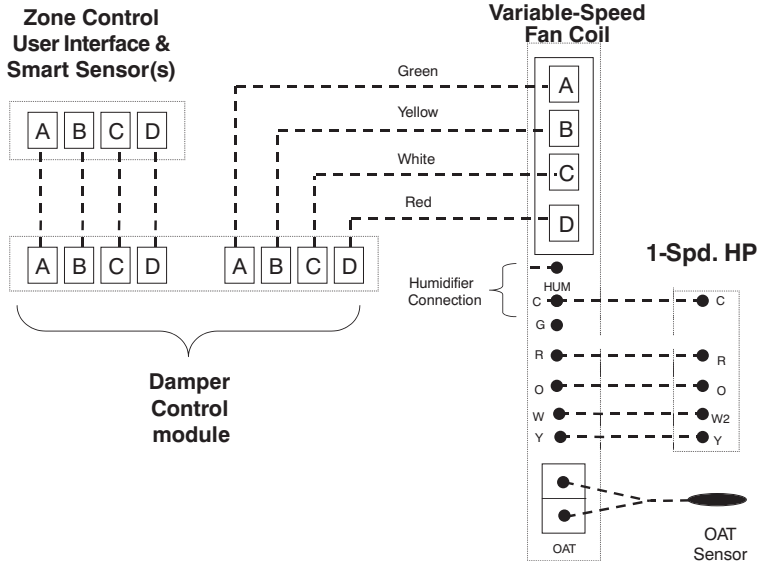 Zone Control
User Interface &
Smart Sensor(s)
A B C D
A B C D
A B C D
Damper
Control
module
Green
Yellow
White
Red
Variable-Speed
Fan Coil
A
B
C
D
Humidifier
Connection
HUM
C
G
R
O
W
Y
OAT
1-Spd. HP
C
R
O
W2
Y
OAT
Sensor